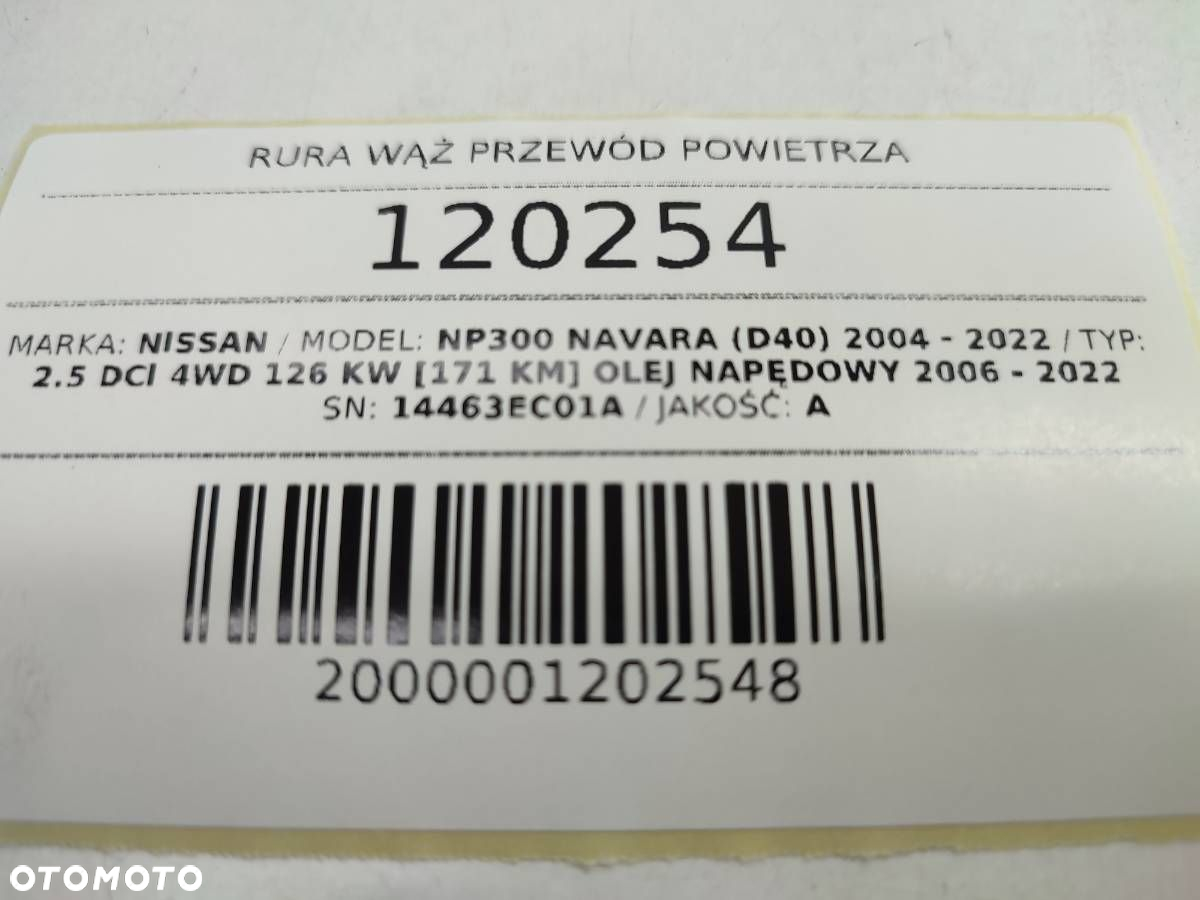 RURA WĄŻ PRZEWÓD POWIETRZA
120254
MARKA: NISSAN / MODEL: NP300 NAVARA (D40) 2004 - 2022 / TYP:
2.5 DCI 4WD 126 KW [171 KM] OLEJ NAPĘDOWY 2006 - 2022
SN: 14463EC01A / JAKOŚĆ: A
2000001202548
OTOMOTO